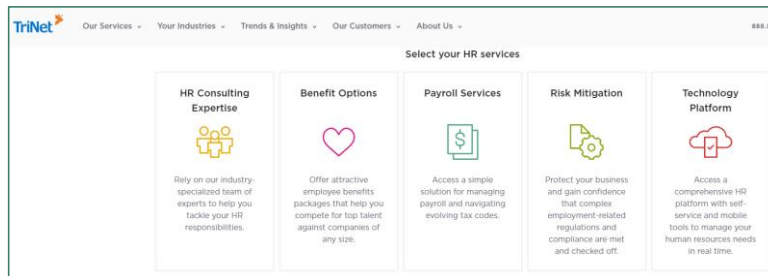 TriNet
Our Services
Your Industries
Trends & Insights
Our Customers
About Us
Select your HR services
HR Consulting
Expertise
Rely on our industry-
specialized team of
experts to help you
tackle your HR
responsibilities.
Benefit Options
Offer attractive
employee benefits
packages that help you
compete for top talent
against companies of
any size.
Payroll Services
Access a simple
solution for managing
payroll and navigating
evolving tax codes.
Risk Mitigation
Protect your business
and gain confidence
that complex
employment-related
regulations and
compliance are met
and checked off.
Technology
Platform
Access a
comprehensive HR
platform with self-
service and mobile
tools to manage your
human resources needs
in real time.